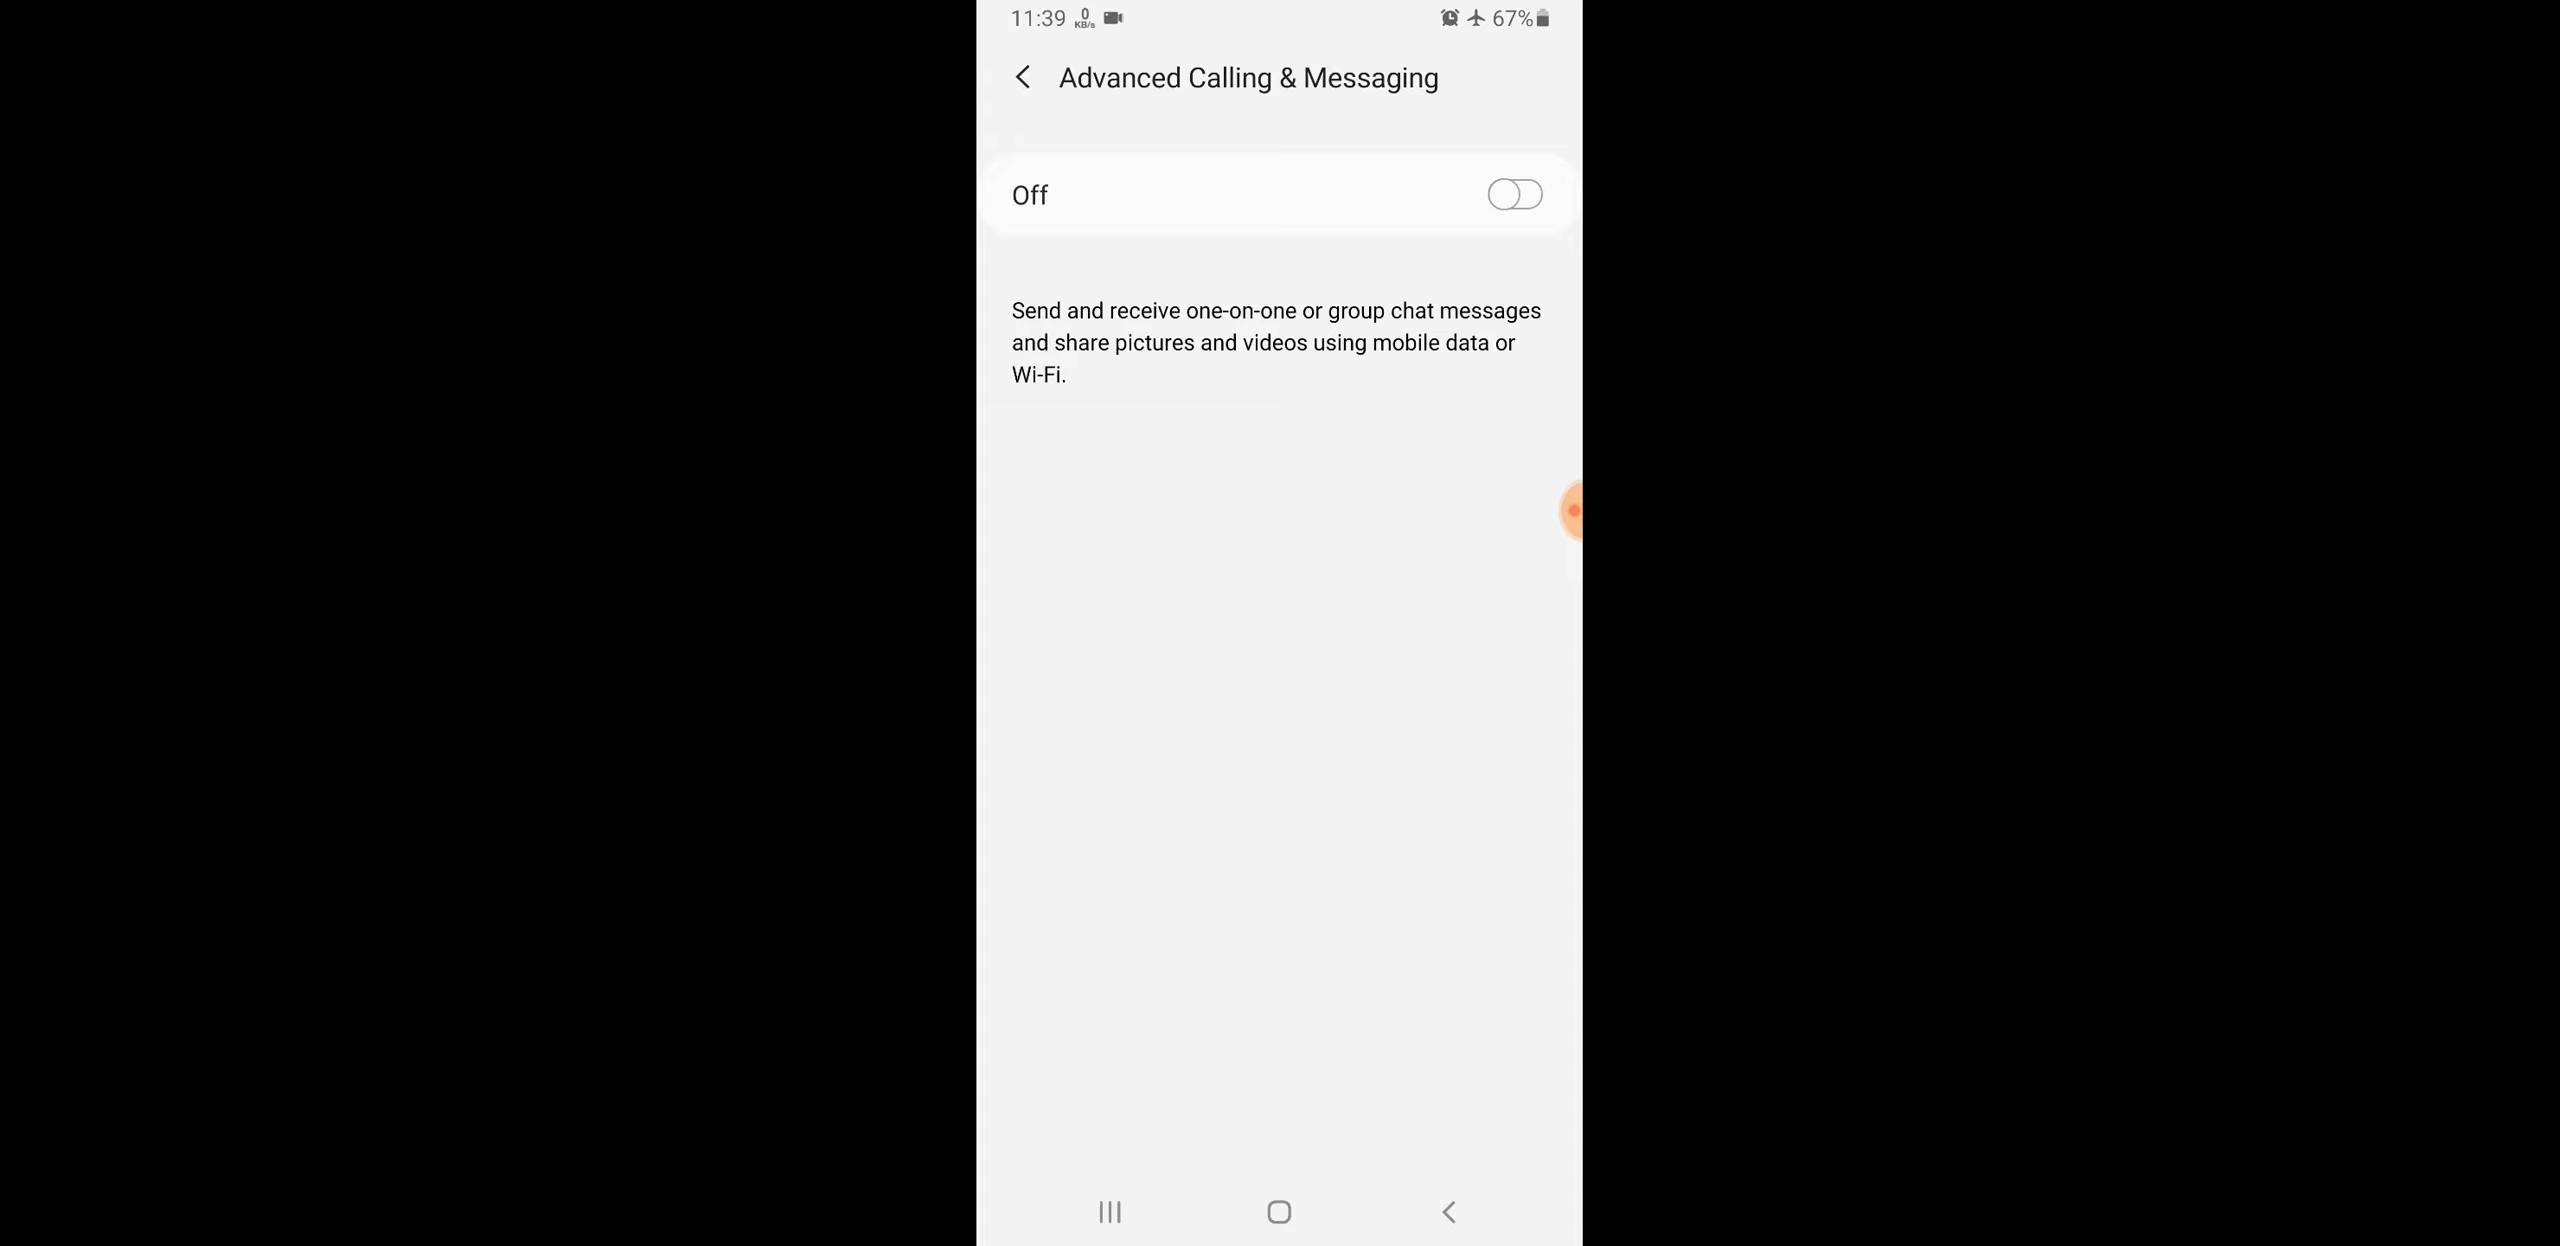 11:39 0 KB/s 67%
Advanced Calling & Messaging
Off
Send and receive one-on-one or group chat messages
and share pictures and videos using mobile data or
Wi-Fi.